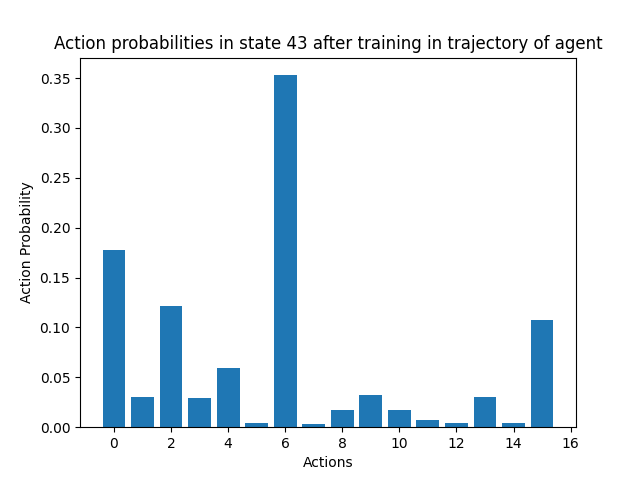 Action probabilities in state 43 after training in trajectory of agent
0.35
0.30
0.25
0.20
0.15
0.10
0.05
0.00
Action Probability
0 2 4 6 8 10 12 14 16
Actions